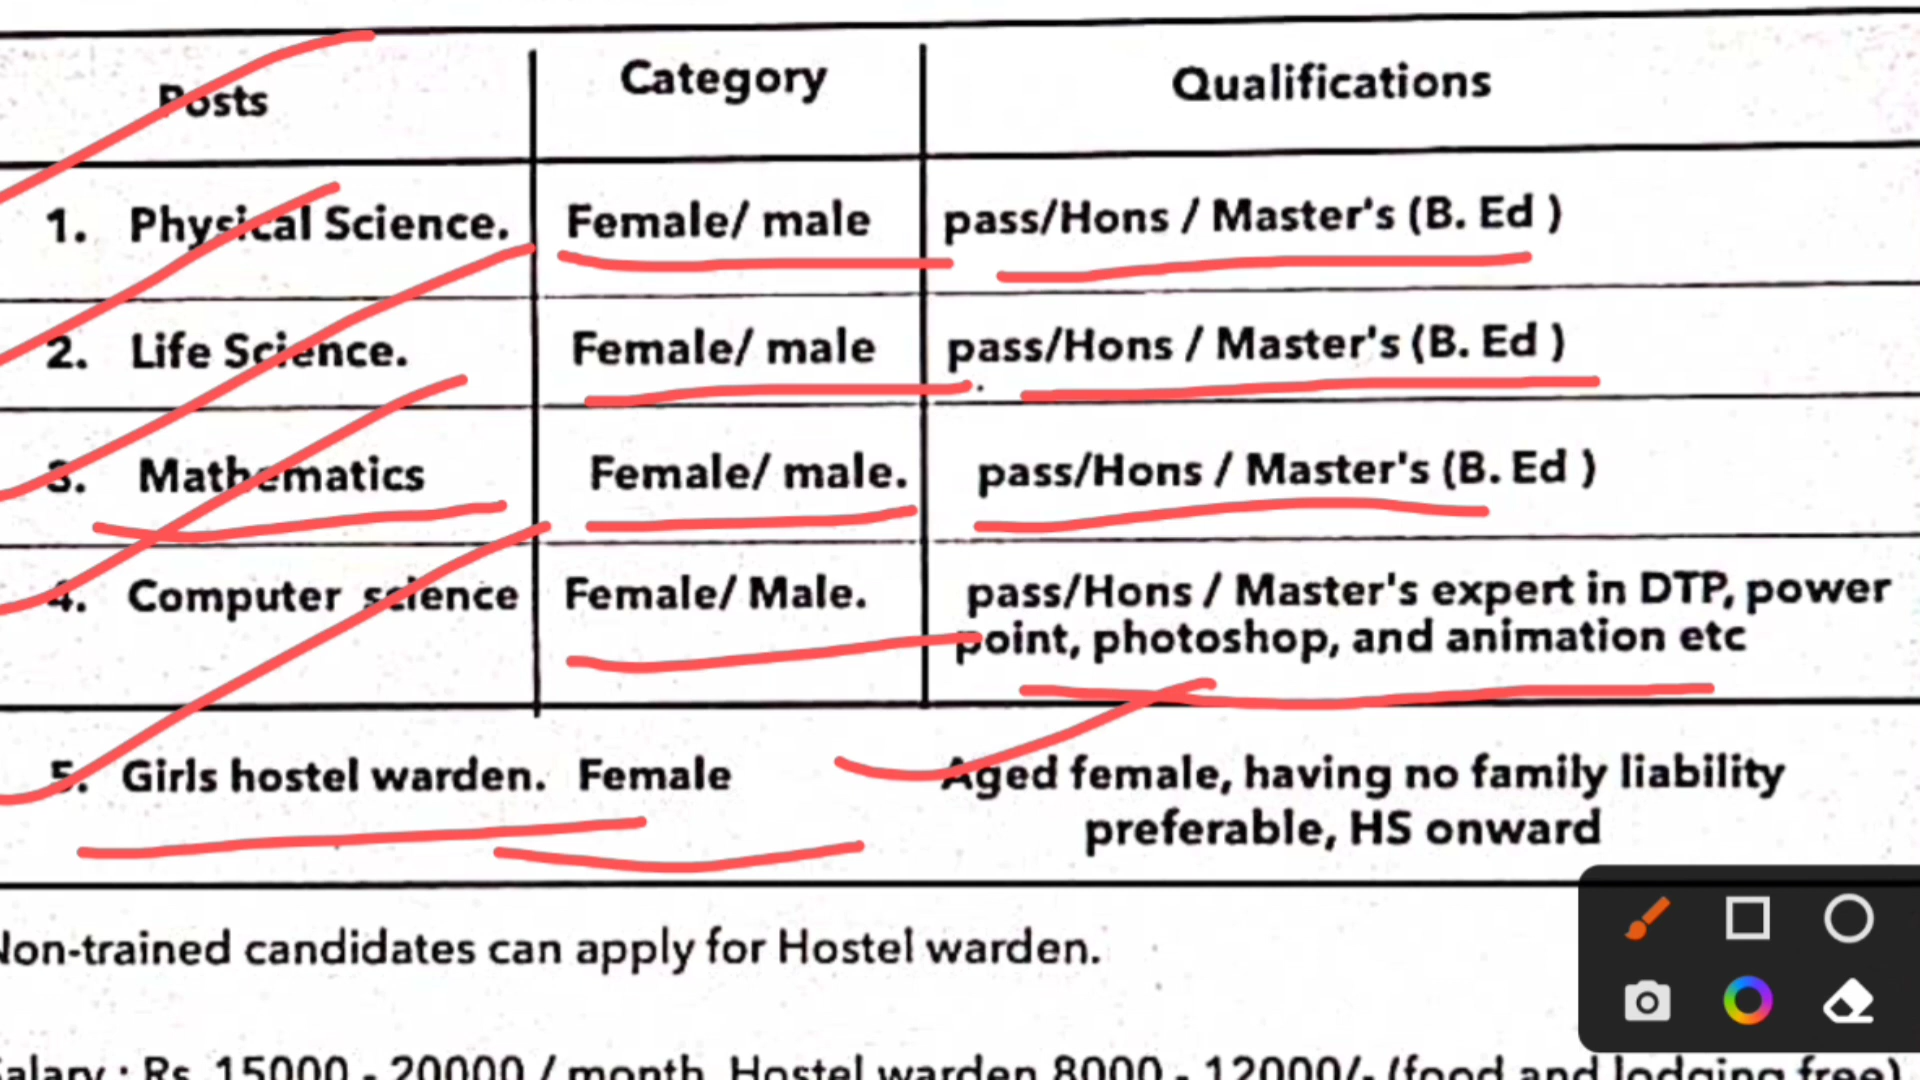 Posts Category Qualifications
1. Physical Science. Female/ male pass/Hons / Master's (B. Ed )
2. Life Science. Female/ male pass/Hons / Master's (B. Ed )
3. Mathematics Female/ male. pass/Hons / Master's (B. Ed )
4. Computer science Female/ Male. pass/Hons / Master's expert in DTP, power
point, photoshop, and animation etc
5. Girls hostel warden. Female Aged female, having no family liability
preferable, HS onward
Non-trained candidates can apply for Hostel warden.
Salary : Rs. 15000 - 20000 / month. Hostel warden 8000 - 12000/- (food and lodging free)